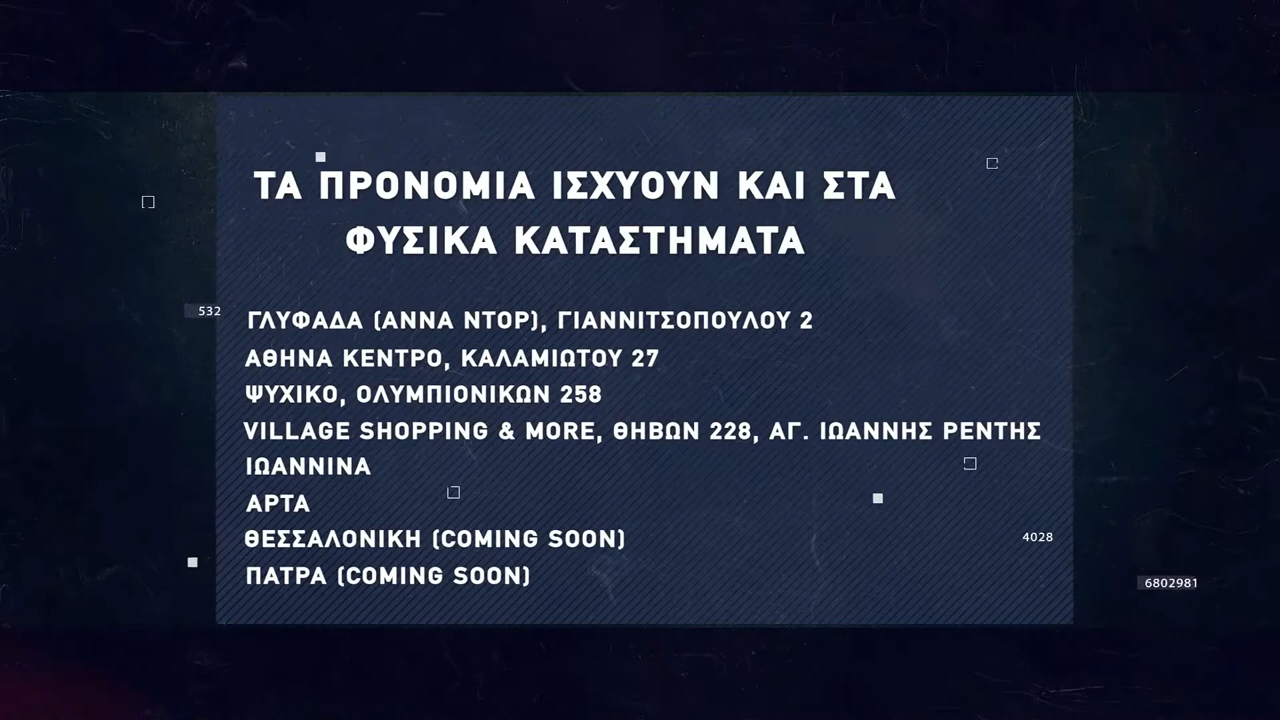 ΤΑ ΠΡΟΝΟΜΙΑ ΙΣΧΥΟΥΝ ΚΑΙ ΣΤΑ
ΦΥΣΙΚΑ ΚΑΤΑΣΤΗΜΑΤΑ
532
ΓΛΥΦΑΔΑ (ΑΝΝΑ ΝΤΟΡ), ΓΙΑΝΝΙΤΣΟΠΟΥΛΟΥ 2
ΑΘΗΝΑ ΚΕΝΤΡΟ, ΚΑΛΑΜΙΩΤΟΥ 27
ΨΥΧΙΚΟ, ΟΛΥΜΠΙΟΝΙΚΩΝ 258
VILLAGE SHOPPING & MORE, ΘΗΒΩΝ 228, ΑΓ. ΙΩΑΝΝΗΣ ΡΕΝΤΗΣ
ΙΩΑΝΝΙΝΑ
ΑΡΤΑ
ΘΕΣΣΑΛΟΝΙΚΗ (COMING SOON)
4028
ΠΑΤΡΑ (COMING SOON)
6802981